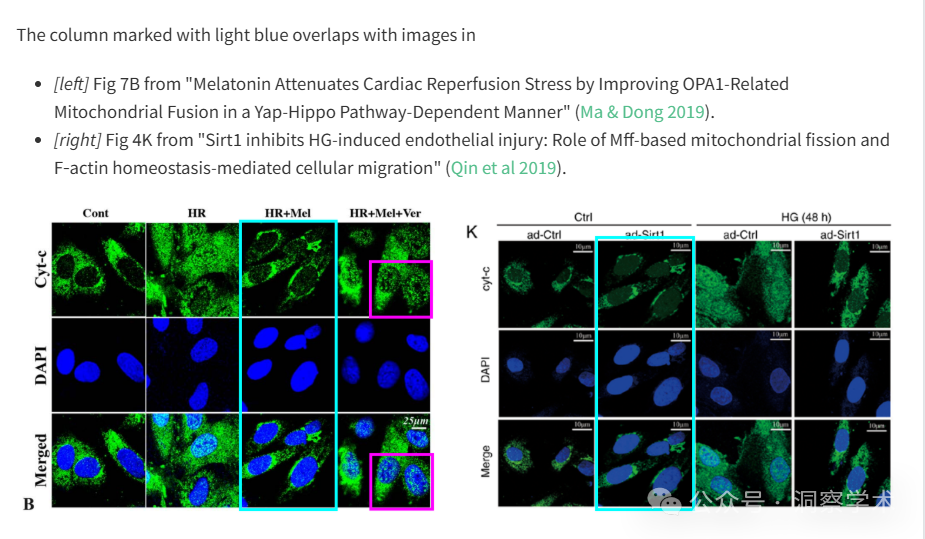 The column marked with light blue overlaps with images in
• [left] Fig 7B from "Melatonin Attenuates Cardiac Reperfusion Stress by Improving OPA1-Related
Mitochondrial Fusion in a Yap-Hippo Pathway-Dependent Manner" (Ma & Dong 2019).
• [right] Fig 4K from "Sirt1 inhibits HG-induced endothelial injury: Role of Mff-based mitochondrial fission and
F-actin homeostasis-mediated cellular migration" (Qin et al 2019).
Cont HR HR+Mel HR+Mel+Ver
Cyt-c
DAPI
Merged
25μm
B
K
Ctrl HG (48 h)
ad-Ctrl ad-Sirt1 ad-Ctrl ad-Sirt1
cyt-c
10μm 10μm 10μm 10μm
DAPI
10μm 10μm 10μm 10μm
Merge
10μm 10μm 10μm 10μm
公众号·洞察学术